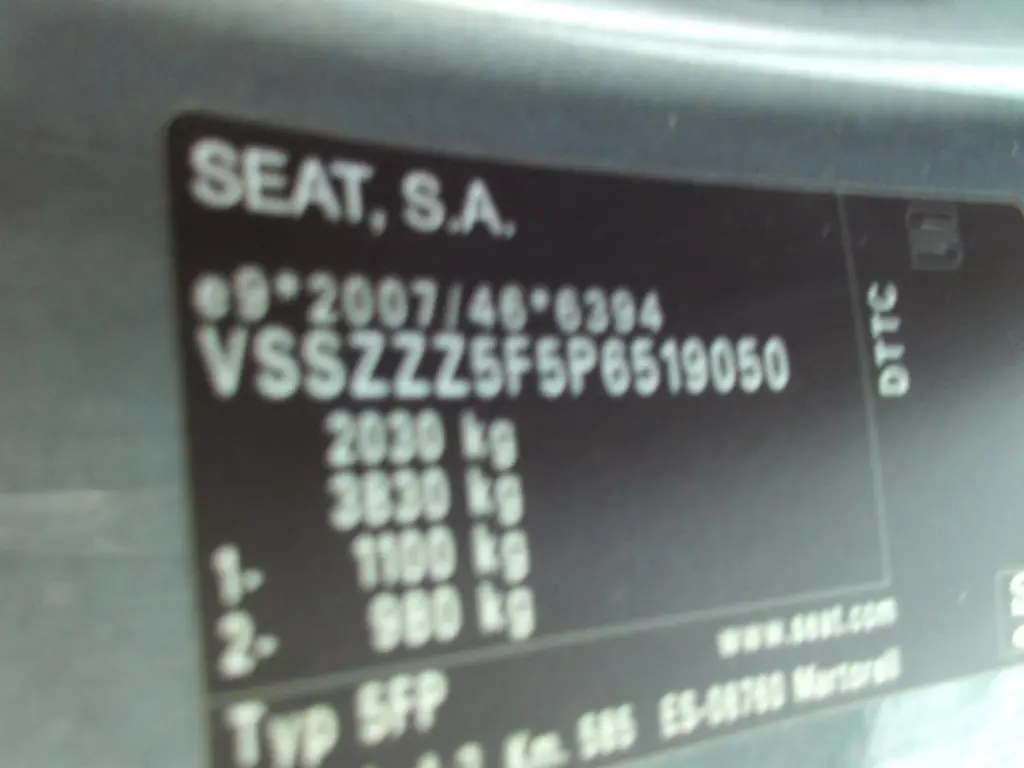 SEAT, S.A.
e9*2007/46*6394
VSSZZZ5F5P6519050
2030 kg
3830 kg
1- 1100 kg
2- 980 kg
DTTC
www.seat.com
Typ 5FP
Km. 585 ES-08760 Martorell